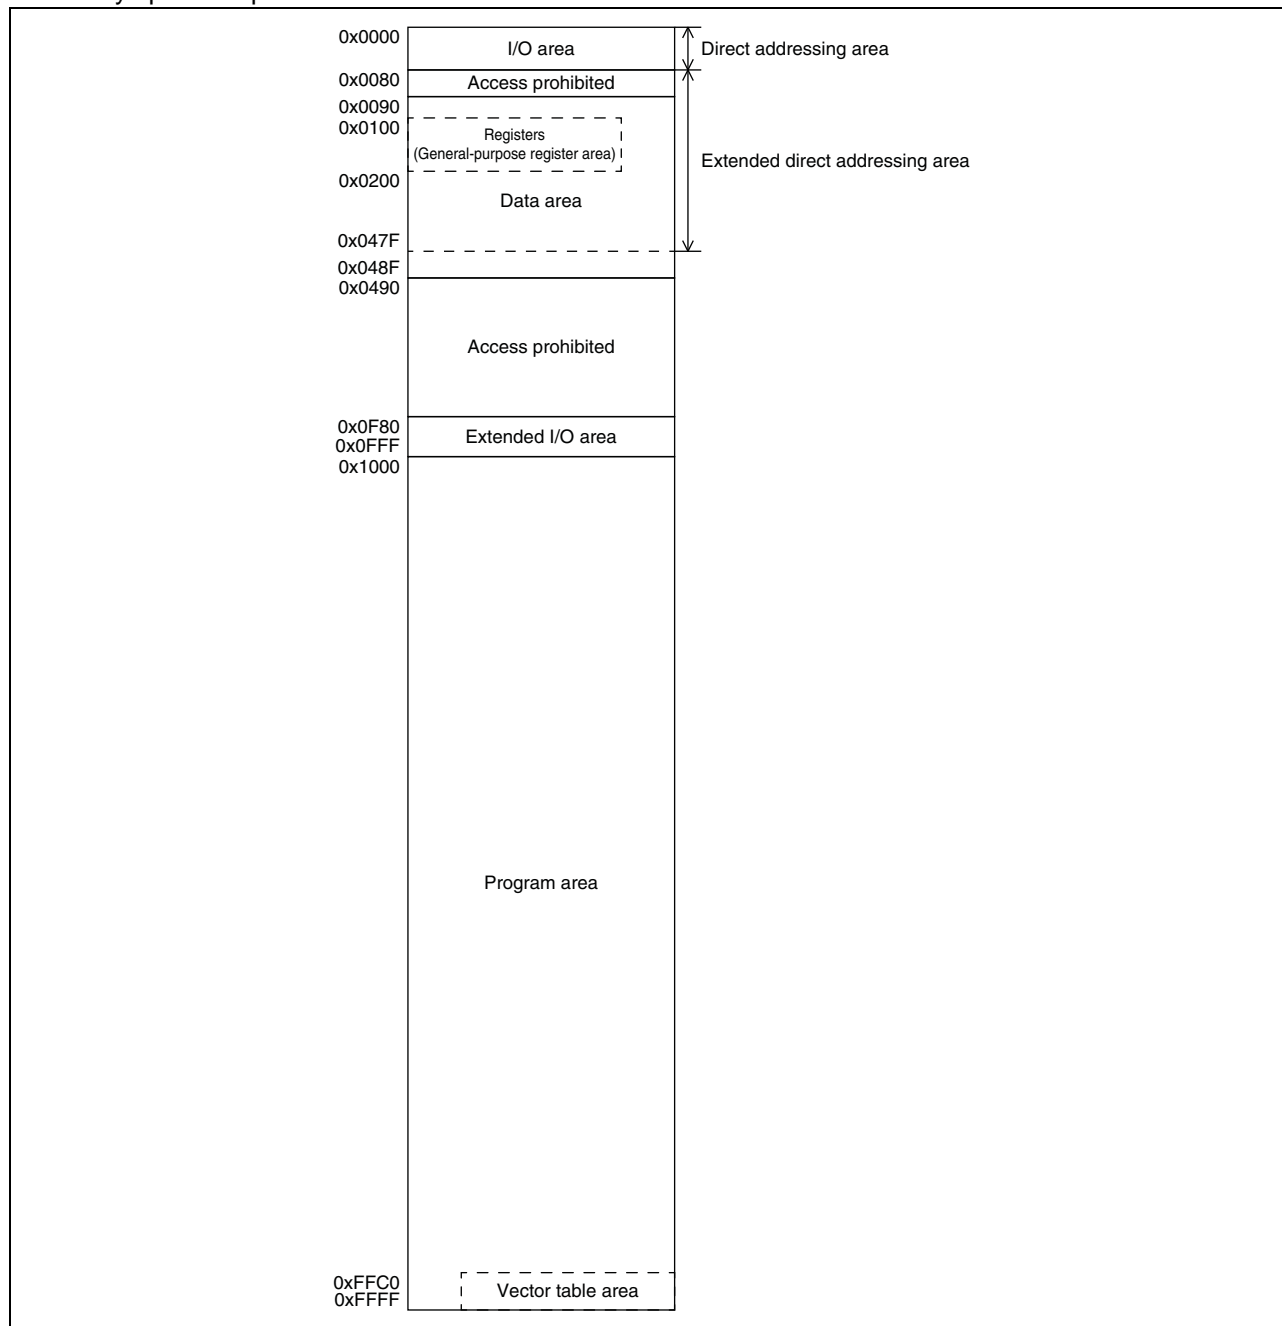 0x0000
I/O area
Direct addressing area
0x0080
Access prohibited
0x0090
0x0100
Registers
(General-purpose register area)
Extended direct addressing area
0x0200
Data area
0x047F
0x048F
0x0490
Access prohibited
0x0F80
Extended I/O area
0x0FFF
0x1000
Program area
0xFFC0
Vector table area
0xFFFF